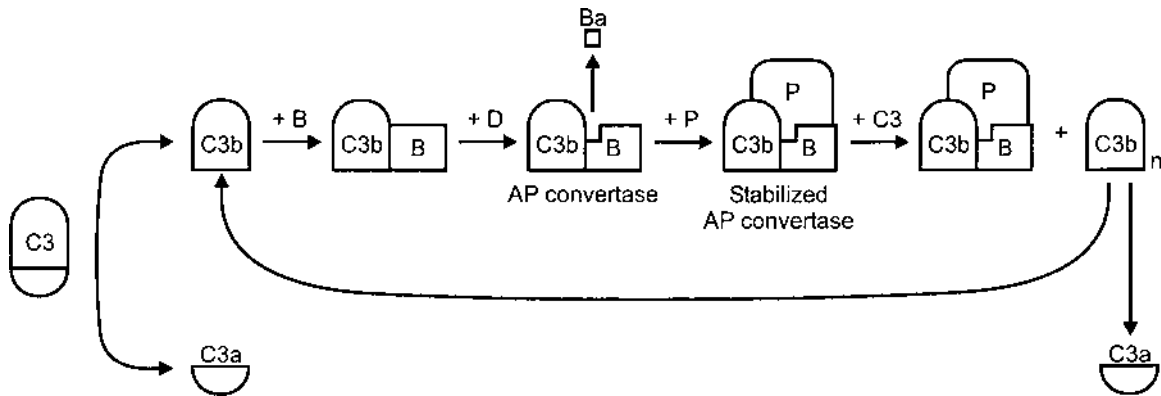 Ba
P
P
C3b
+ B
C3b
B
+ D
C3b
B
+ P
C3b
B
+ C3
C3b
B
+
C3b
n
AP convertase
Stabilized
AP convertase
C3
C3a
C3a